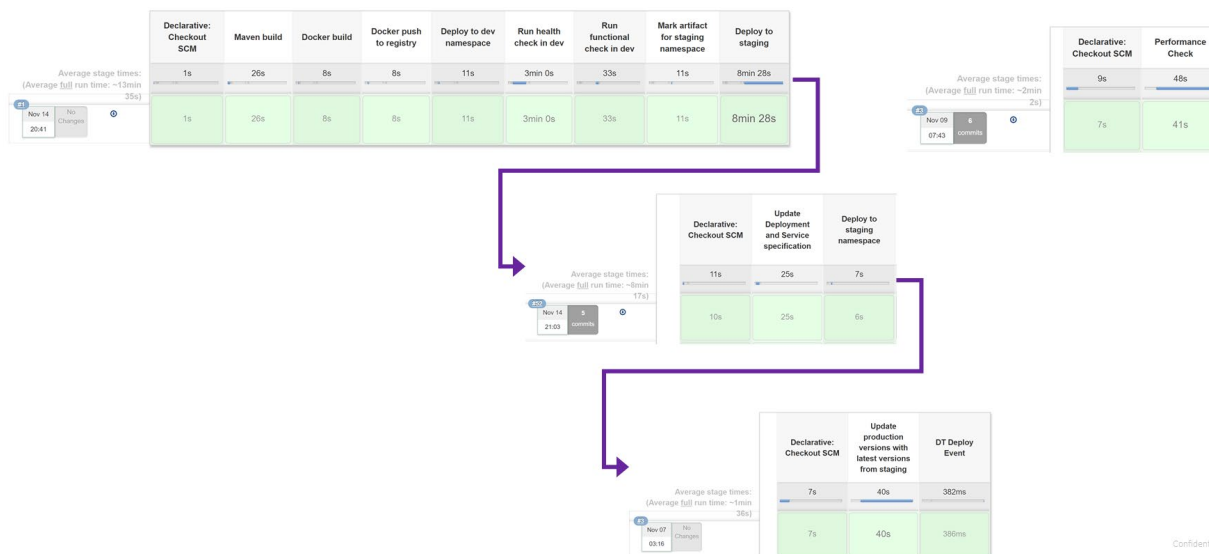 Declarative:
Checkout
SCM
Maven build
Docker build
Docker push
to registry
Deploy to dev
namespace
Run health
check in dev
Run
functional
check in dev
Mark artifact
for staging
namespace
Deploy to
staging
Average stage times:
(Average full run time: ~13min
35s)
1s
26s
8s
8s
11s
3min 0s
33s
11s
8min 28s
#1
Nov 14
20:41
No
Changes
1s
26s
8s
8s
11s
3min 0s
33s
11s
8min 28s
Declarative:
Checkout SCM
Performance
Check
Average stage times:
(Average full run time: ~2min
2s)
9s
48s
#3
Nov 09
07:43
6
commits
7s
41s
Declarative:
Checkout SCM
Update
Deployment
and Service
specification
Deploy to
staging
namespace
Average stage times:
(Average full run time: ~8min
17s)
11s
25s
7s
Nov 14
21:03
5
commits
10s
25s
6s
Declarative:
Checkout SCM
Update
production
versions with
latest versions
from staging
DT Deploy
Event
Average stage times:
(Average full run time: ~1min
36s)
7s
40s
382ms
Nov 07
03:16
No
Changes
7s
40s
386ms
Confident